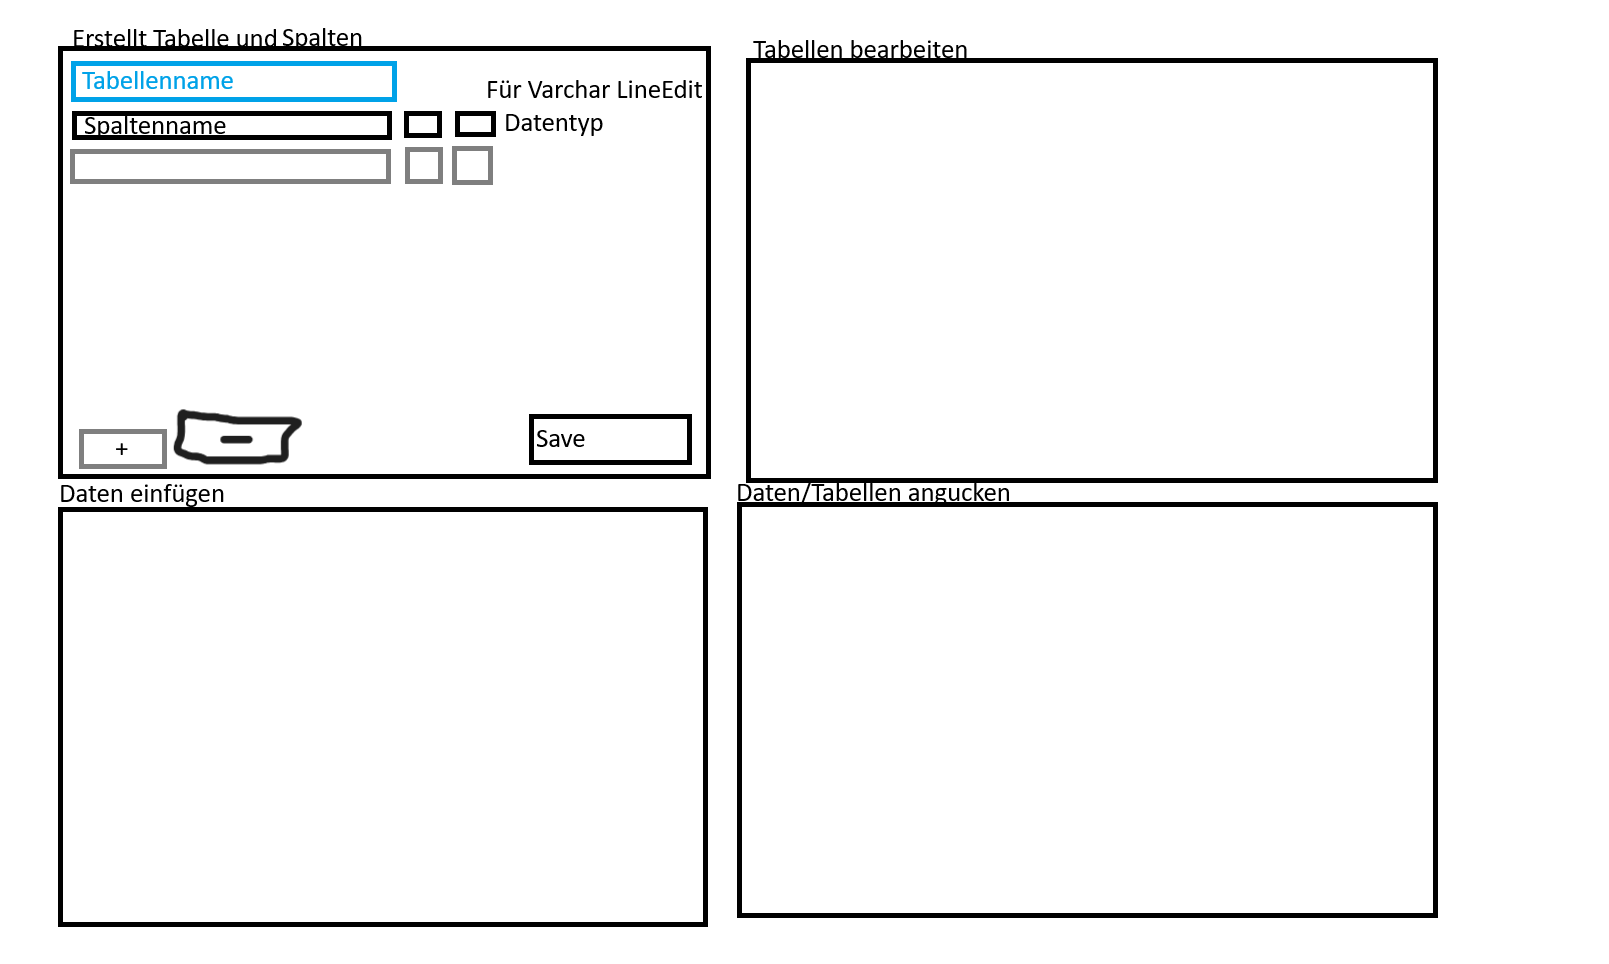 Erstellt Tabelle und Spalten
Tabellenname
Für Varchar LineEdit
Spaltenname
Datentyp
+
-
Save
Tabellen bearbeiten
Daten einfügen
Daten/Tabellen angucken